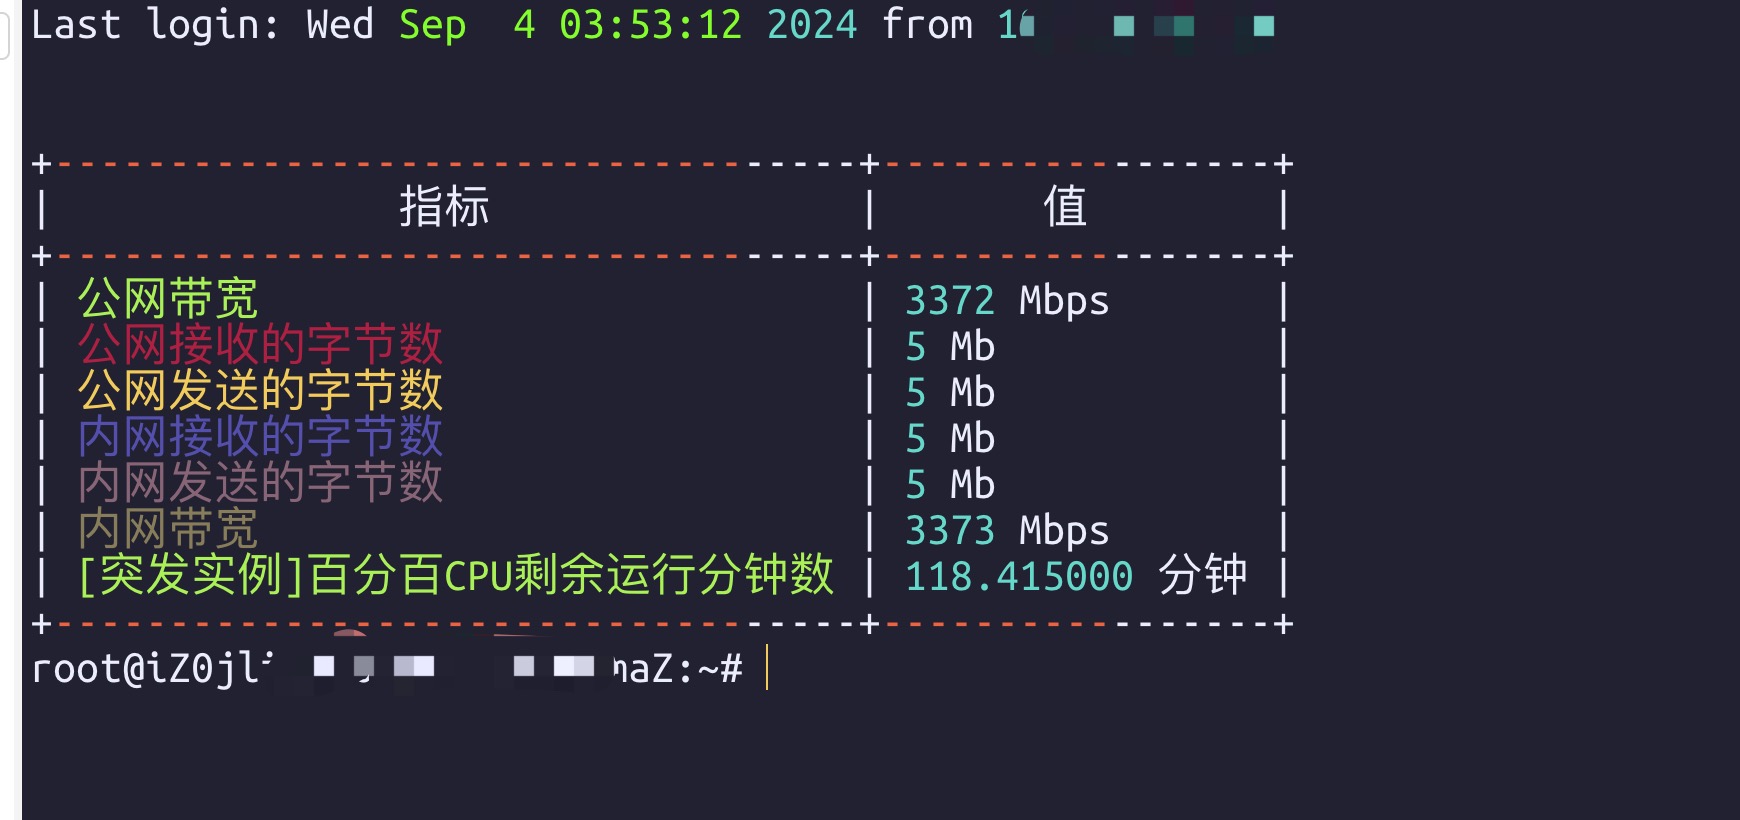 Last login: Wed Sep  4 03:53:12 2024 from
+-----------------------------------+-----------------+
| 指标 | 值 |
+-----------------------------------+-----------------+
| 公网带宽 | 3372 Mbps |
| 公网接收的字节数 | 5 Mb |
| 公网发送的字节数 | 5 Mb |
| 内网接收的字节数 | 5 Mb |
| 内网发送的字节数 | 5 Mb |
| 内网带宽 | 3373 Mbps |
| [突发实例]百分百CPU剩余运行分钟数 | 118.415000 分钟 |
+-----------------------------------+-----------------+
root@iZ0jl naZ:~#